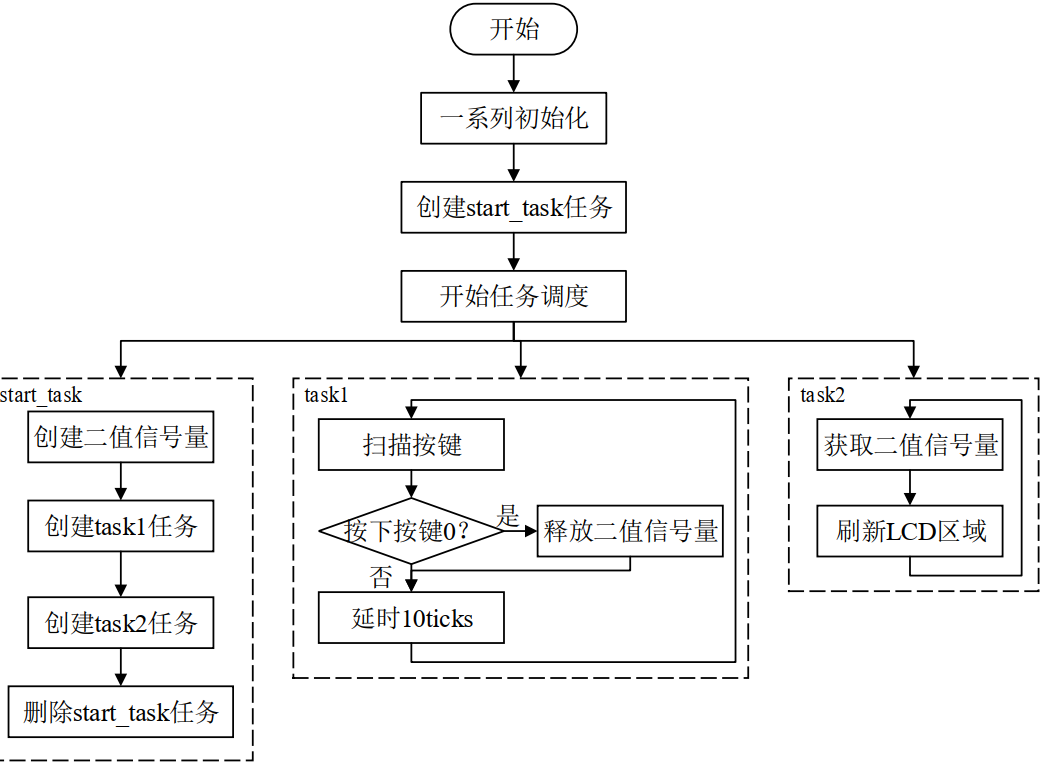 开始
一系列初始化
创建start_task任务
开始任务调度
start_task
创建二值信号量
创建task1任务
创建task2任务
删除start_task任务
task1
扫描按键
按下按键0？
是
释放二值信号量
否
延时10ticks
task2
获取二值信号量
刷新LCD区域